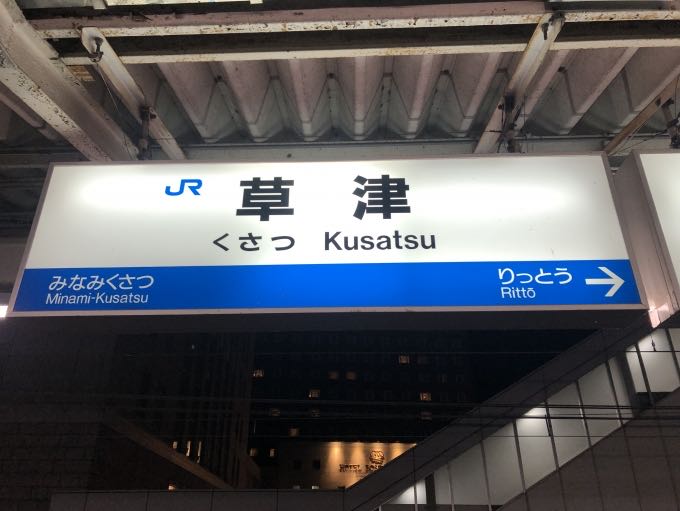 JR 草津
くさつ Kusatsu
みなみくさつ
Minami-Kusatsu
りっとう
Rittō